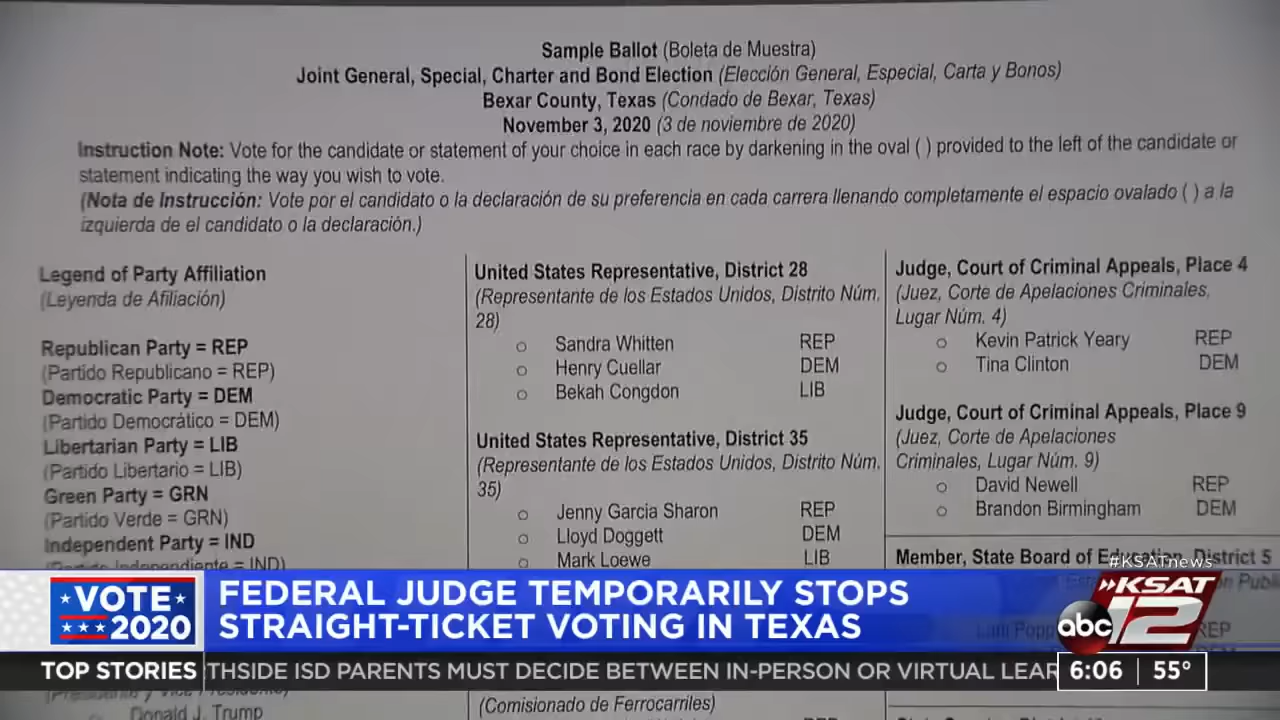 Sample Ballot (Boleta de Muestra)
Joint General, Special, Charter and Bond Election (Elección General, Especial, Carta y Bonos)
Bexar County, Texas (Condado de Bexar, Texas)
November 3, 2020 (3 de noviembre de 2020)
Instruction Note: Vote for the candidate or statement of your choice in each race by darkening in the oval ( ) provided to the left of the candidate or
statement indicating the way you wish to vote.
(Nota de Instrucción: Vote por el candidato o la declaración de su preferencia en cada carrera llenando completamente el espacio ovalado ( ) a la
izquierda de el candidato o la declaración.)
Legend of Party Affiliation
(Leyenda de Afiliación)
Republican Party = REP
(Partido Republicano = REP)
Democratic Party = DEM
(Partido Democrático = DEM)
Libertarian Party = LIB
(Partido Libertario = LIB)
Green Party = GRN
(Partido Verde = GRN)
Independent Party = IND
(Partido Independiente = IND)
Donald J. Trump
United States Representative, District 28
(Representante de los Estados Unidos, Distrito Núm.
28)
Sandra Whitten REP
Henry Cuellar DEM
Bekah Congdon LIB
United States Representative, District 35
(Representante de los Estados Unidos, Distrito Núm.
35)
Jenny Garcia Sharon REP
Lloyd Doggett DEM
Mark Loewe LIB
(Comisionado de Ferrocarriles)
Judge, Court of Criminal Appeals, Place 4
(Juez, Corte de Apelaciones Criminales,
Lugar Núm. 4)
Kevin Patrick Yeary REP
Tina Clinton DEM
Judge, Court of Criminal Appeals, Place 9
(Juez, Corte de Apelaciones
Criminales, Lugar Núm. 9)
David Newell REP
Brandon Birmingham DEM
Member, State Board of Education, District 5
#KSATnews
VOTE
2020
FEDERAL JUDGE TEMPORARILY STOPS
STRAIGHT-TICKET VOTING IN TEXAS
abc KSAT
12
TOP STORIES THSIDE ISD PARENTS MUST DECIDE BETWEEN IN-PERSON OR VIRTUAL LEAR 6:06 55°